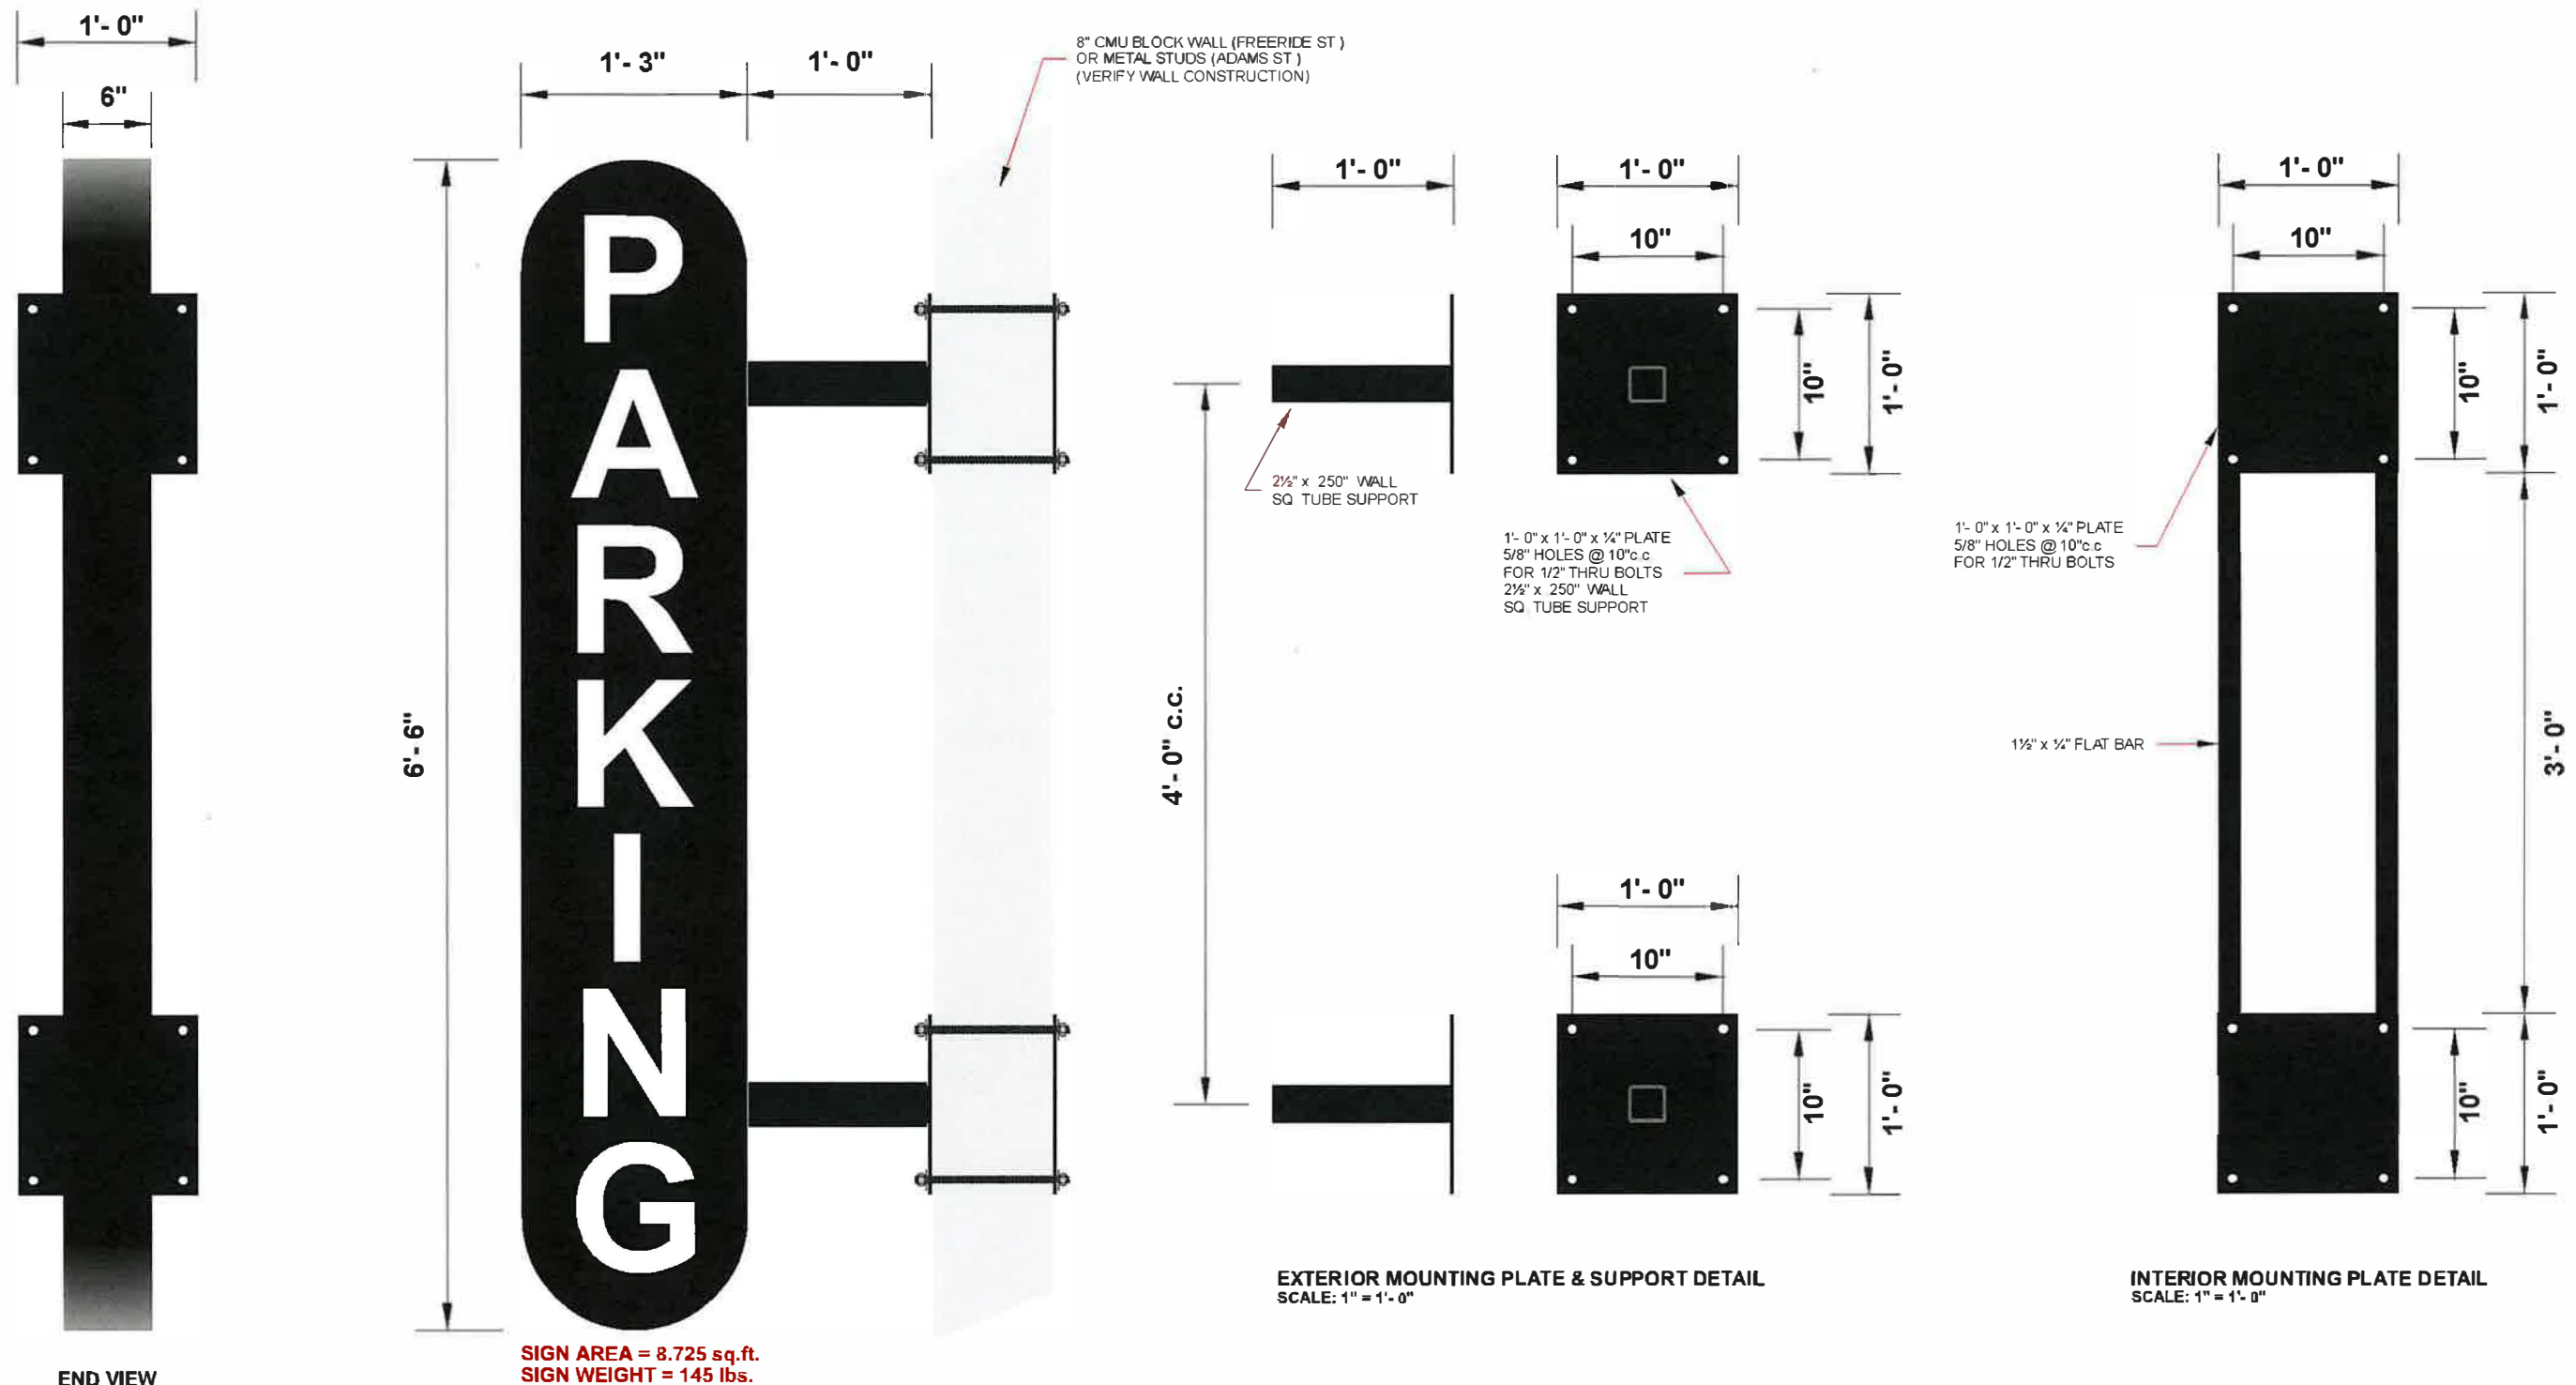 1'- 0"
6"
END VIEW
1'- 3"
1'- 0"
8" CMU BLOCK WALL (FREERIDE ST )
OR METAL STUDS (ADAMS ST )
(VERIFY WALL CONSTRUCTION)
6'- 6"
P
A
R
K
I
N
G
SIGN AREA = 8.725 sq.ft.
SIGN WEIGHT = 145 lbs.
1'- 0"
2½" x 250" WALL
SQ TUBE SUPPORT
4'- 0" c.c.
1'- 0"
10"
10"
1'- 0"
1'- 0" x 1'- 0" x ¼" PLATE
5/8" HOLES @ 10"c.c
FOR 1/2" THRU BOLTS
2½" x 250" WALL
SQ TUBE SUPPORT
1'- 0"
10"
10"
1'- 0"
EXTERIOR MOUNTING PLATE & SUPPORT DETAIL
SCALE: 1" = 1'- 0"
1'- 0"
10"
10"
1'- 0"
1'- 0" x 1'- 0" x ¼" PLATE
5/8" HOLES @ 10"c.c
FOR 1/2" THRU BOLTS
1½" x ¼" FLAT BAR
3'- 0"
10"
1'- 0"
INTERIOR MOUNTING PLATE DETAIL
SCALE: 1" = 1'- 0"